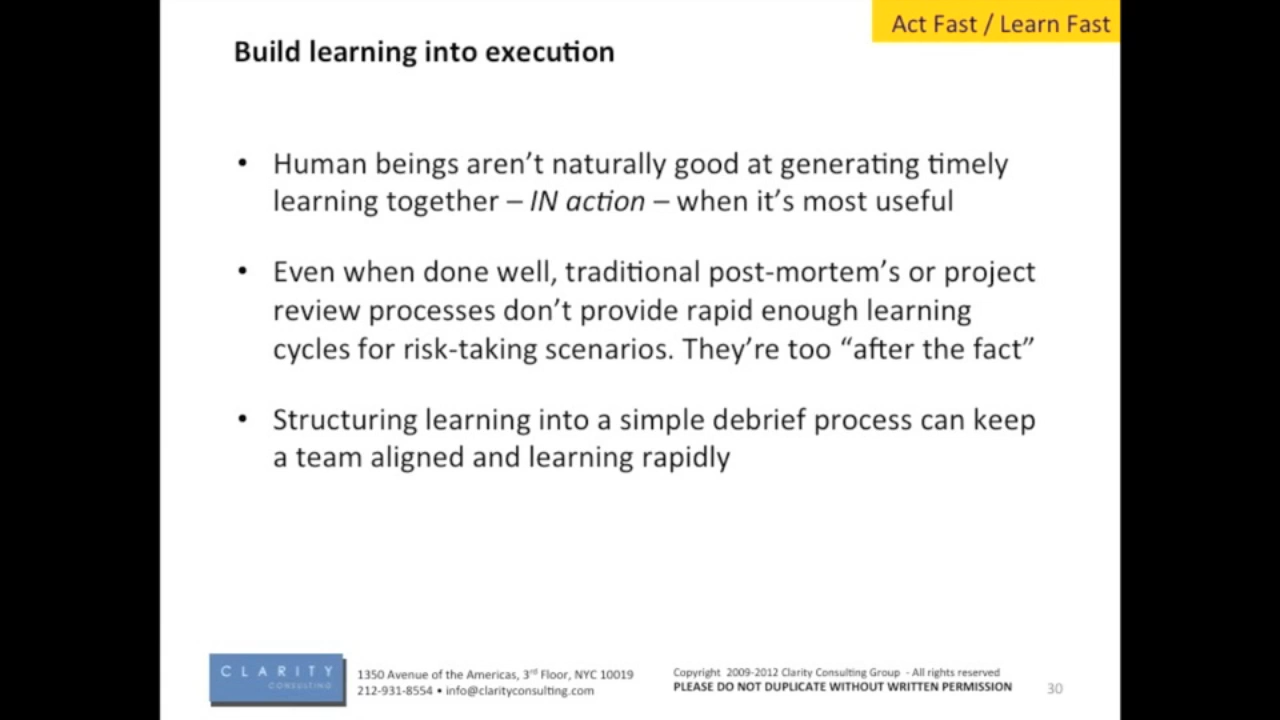 Act Fast / Learn Fast
Build learning into execution
• Human beings aren’t naturally good at generating timely
learning together – IN action – when it’s most useful
• Even when done well, traditional post-mortem’s or project
review processes don’t provide rapid enough learning
cycles for risk-taking scenarios. They’re too “after the fact”
• Structuring learning into a simple debrief process can keep
a team aligned and learning rapidly
CLARITY
CONSULTING
1350 Avenue of the Americas, 3rd Floor, NYC 10019
212-931-8554 • info@clarityconsulting.com
Copyright 2009-2012 Clarity Consulting Group - All rights reserved
PLEASE DO NOT DUPLICATE WITHOUT WRITTEN PERMISSION
30